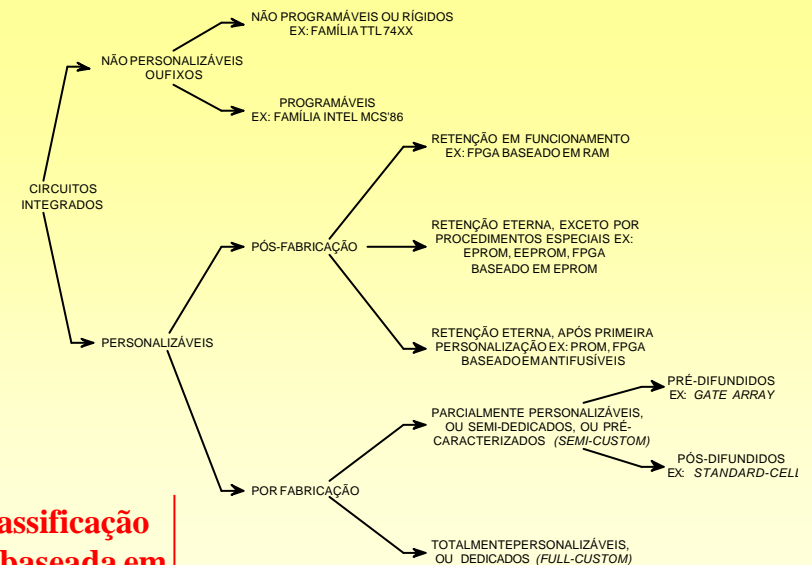 NÃO PROGRAMÁVEIS OU RÍGIDOS
EX: FAMÍLIA TTL 74XX
NÃO PERSONALIZÁVEIS
OUFIXOS
PROGRAMÁVEIS
EX: FAMÍLIA INTEL MCS'86
RETENÇÃO EM FUNCIONAMENTO
EX: FPGA BASEADO EM RAM
CIRCUITOS
INTEGRADOS
PÓS-FABRICAÇÃO
RETENÇÃO ETERNA, EXCETO POR
PROCEDIMENTOS ESPECIAIS EX:
EPROM, EEPROM, FPGA
BASEADO EM EPROM
PERSONALIZÁVEIS
RETENÇÃO ETERNA, APÓS PRIMEIRA
PERSONALIZAÇÃO EX: PROM, FPGA
BASEADOEMANTIFUSÍVEIS
PRÉ-DIFUNDIDOS
EX: GATE ARRAY
PARCIALMENTE PERSONALIZÁVEIS,
OU SEMI-DEDICADOS, OU PRÉ-
CARACTERIZADOS (SEMI-CUSTOM)
PÓS-DIFUNDIDOS
EX: STANDARD-CELL
POR FABRICAÇÃO
TOTALMENTEPERSONALIZÁVEIS,
OU DEDICADOS (FULL-CUSTOM)
assificação
baseada em